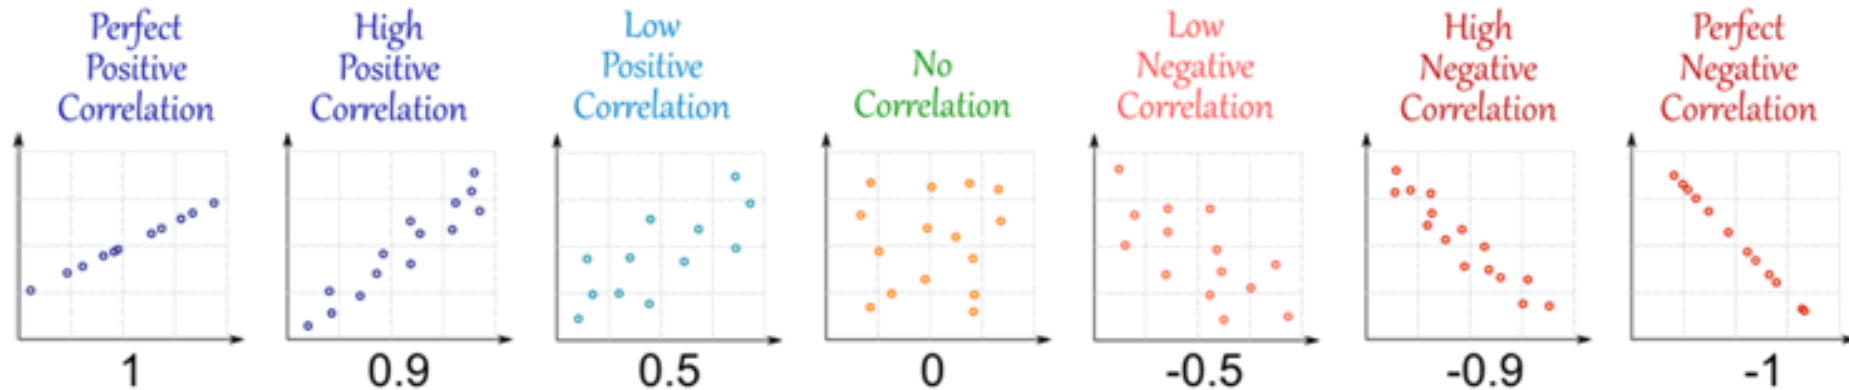 Perfect
Positive
Correlation
High
Positive
Correlation
Low
Positive
Correlation
No
Correlation
Low
Negative
Correlation
High
Negative
Correlation
Perfect
Negative
Correlation
1
0.9
0.5
0
-0.5
-0.9
-1